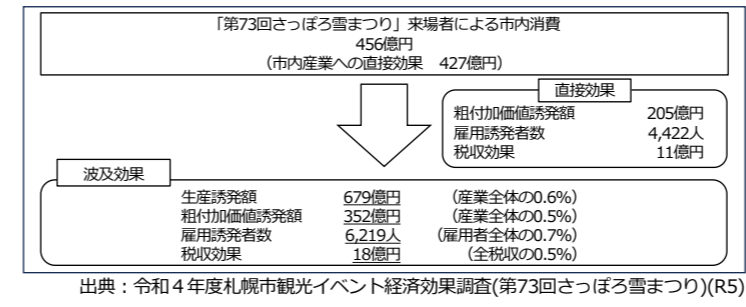 「第73回さっぽろ雪まつり」来場者による市内消費
456億円
（市内産業への直接効果　427億円）
直接効果
粗付加価値誘発額　205億円
雇用誘発者数　4,422人
税収効果　11億円
波及効果
生産誘発額　679億円　（産業全体の0.6%）
粗付加価値誘発額　352億円　（産業全体の0.5%）
雇用誘発者数　6,219人　（雇用者全体の0.7%）
税収効果　18億円　（全税収の0.5%）
出典：令和４年度札幌市観光イベント経済効果調査(第73回さっぽろ雪まつり)(R5)